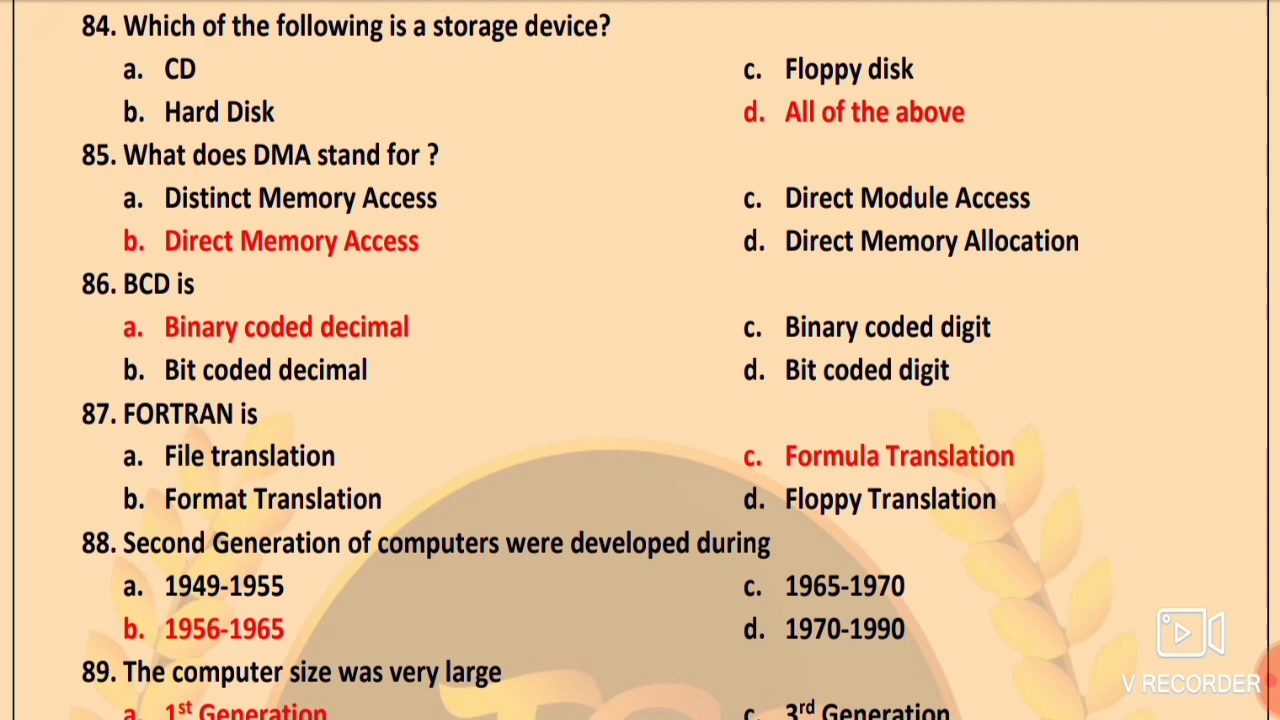 84. Which of the following is a storage device?
a. CD
c. Floppy disk
b. Hard Disk
d. All of the above
85. What does DMA stand for ?
a. Distinct Memory Access
c. Direct Module Access
b. Direct Memory Access
d. Direct Memory Allocation
86. BCD is
a. Binary coded decimal
c. Binary coded digit
b. Bit coded decimal
d. Bit coded digit
87. FORTRAN is
a. File translation
c. Formula Translation
b. Format Translation
d. Floppy Translation
88. Second Generation of computers were developed during
a. 1949-1955
c. 1965-1970
b. 1956-1965
d. 1970-1990
89. The computer size was very large
a. 1st Generation
c. 3rd Generation
V RECORDER